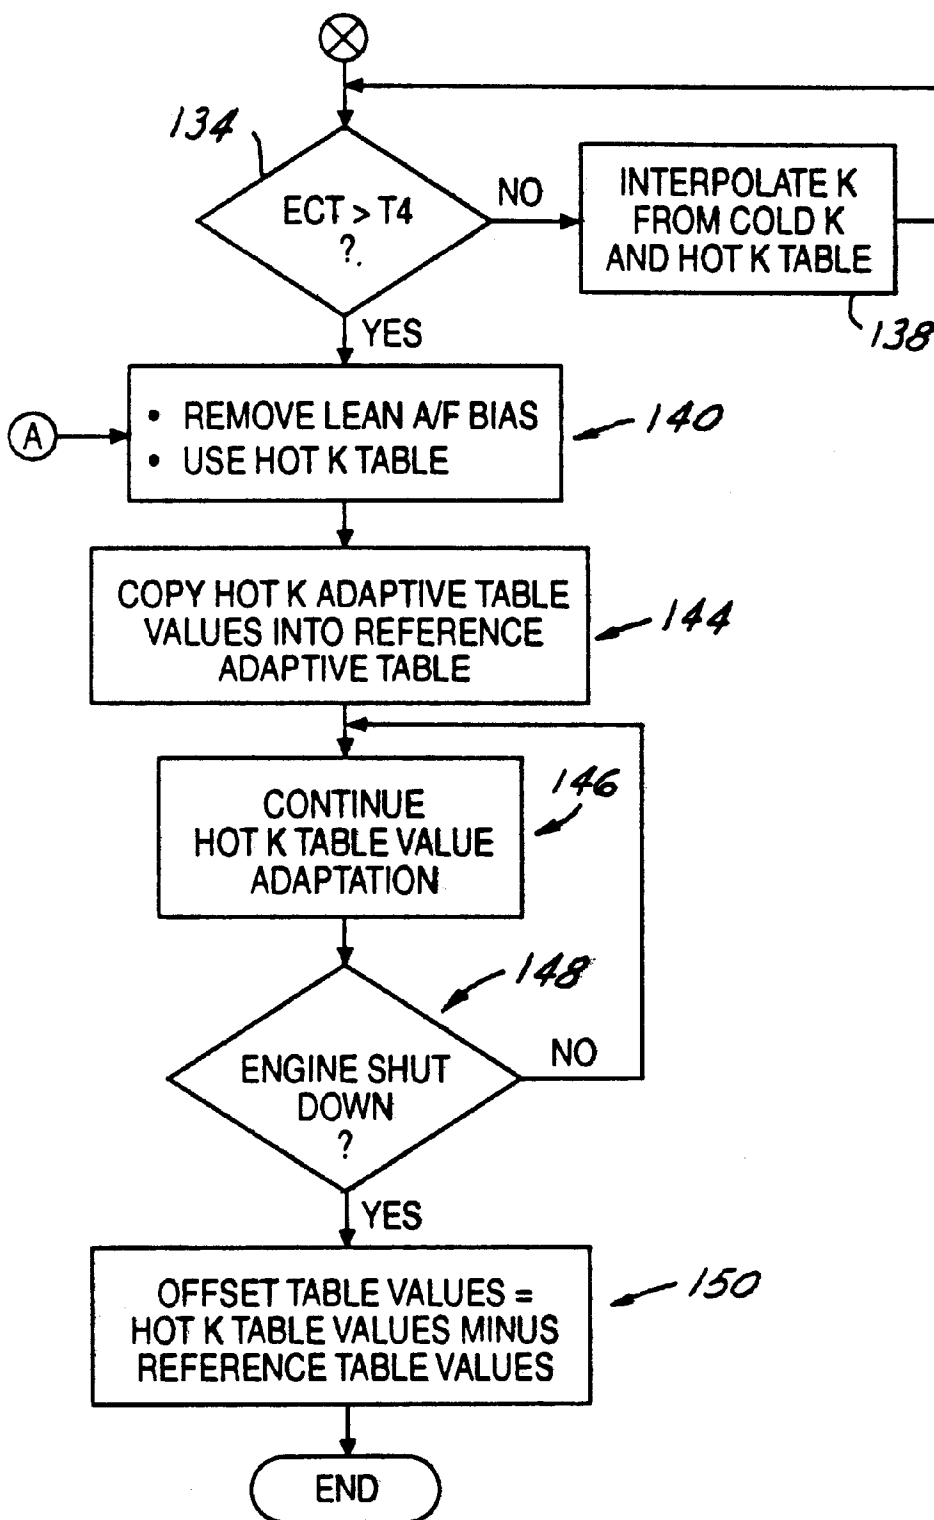 134
ECT > T4
?
NO
INTERPOLATE K
FROM COLD K
AND HOT K TABLE
138
YES
A
• REMOVE LEAN A/F BIAS
• USE HOT K TABLE
140
COPY HOT K ADAPTIVE TABLE
VALUES INTO REFERENCE
ADAPTIVE TABLE
144
CONTINUE
HOT K TABLE VALUE
ADAPTATION
146
148
ENGINE SHUT
DOWN
?
NO
YES
OFFSET TABLE VALUES =
HOT K TABLE VALUES MINUS
REFERENCE TABLE VALUES
150
END